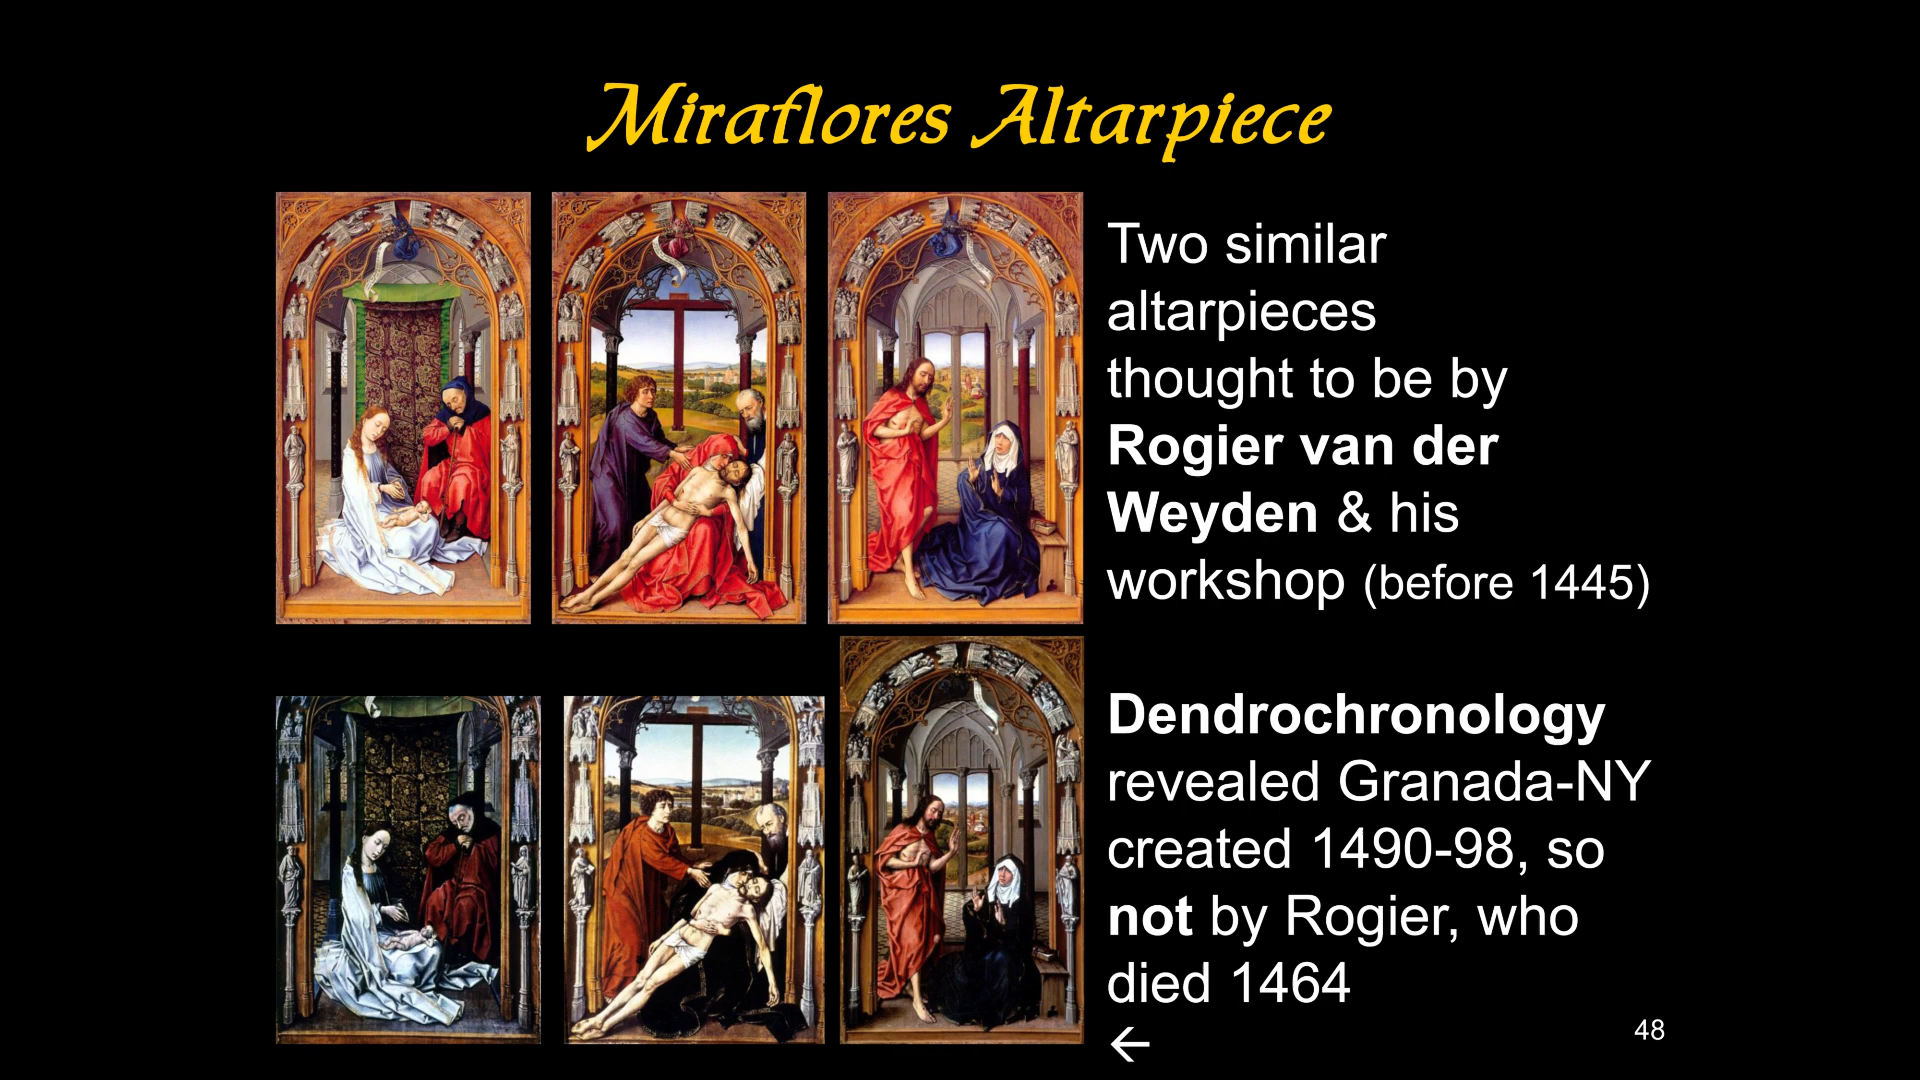 Miraflores Altarpiece
Two similar
altarpieces
thought to be by
Rogier van der
Weyden & his
workshop (before 1445)
Dendrochronology
revealed Granada-NY
created 1490-98, so
not by Rogier, who
died 1464
←
48